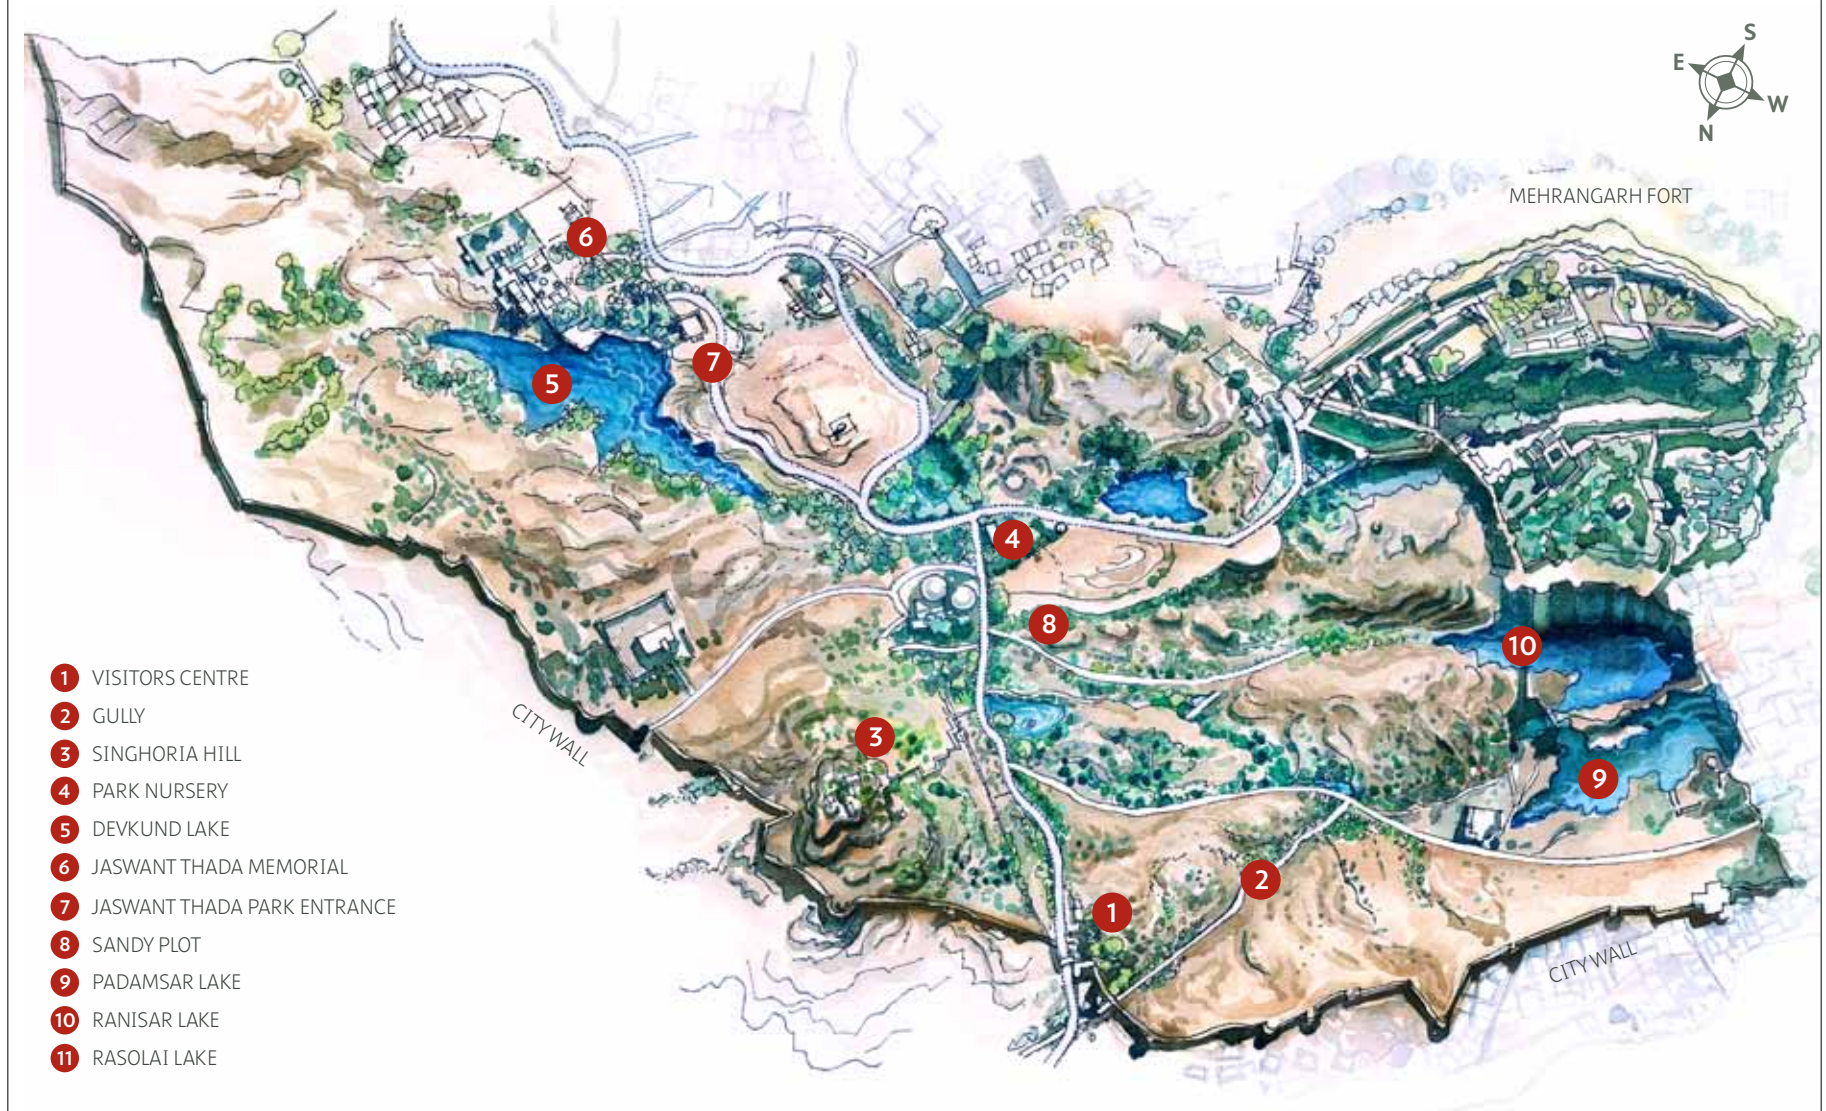 S
E
W
N
MEHRANGARH FORT
6
7
5
4
8
10
3
9
2
1
CITY WALL
CITY WALL
1 VISITORS CENTRE
2 GULLY
3 SINGHORIA HILL
4 PARK NURSERY
5 DEVKUND LAKE
6 JASWANT THADA MEMORIAL
7 JASWANT THADA PARK ENTRANCE
8 SANDY PLOT
9 PADAMSAR LAKE
10 RANISAR LAKE
11 RASOLAI LAKE